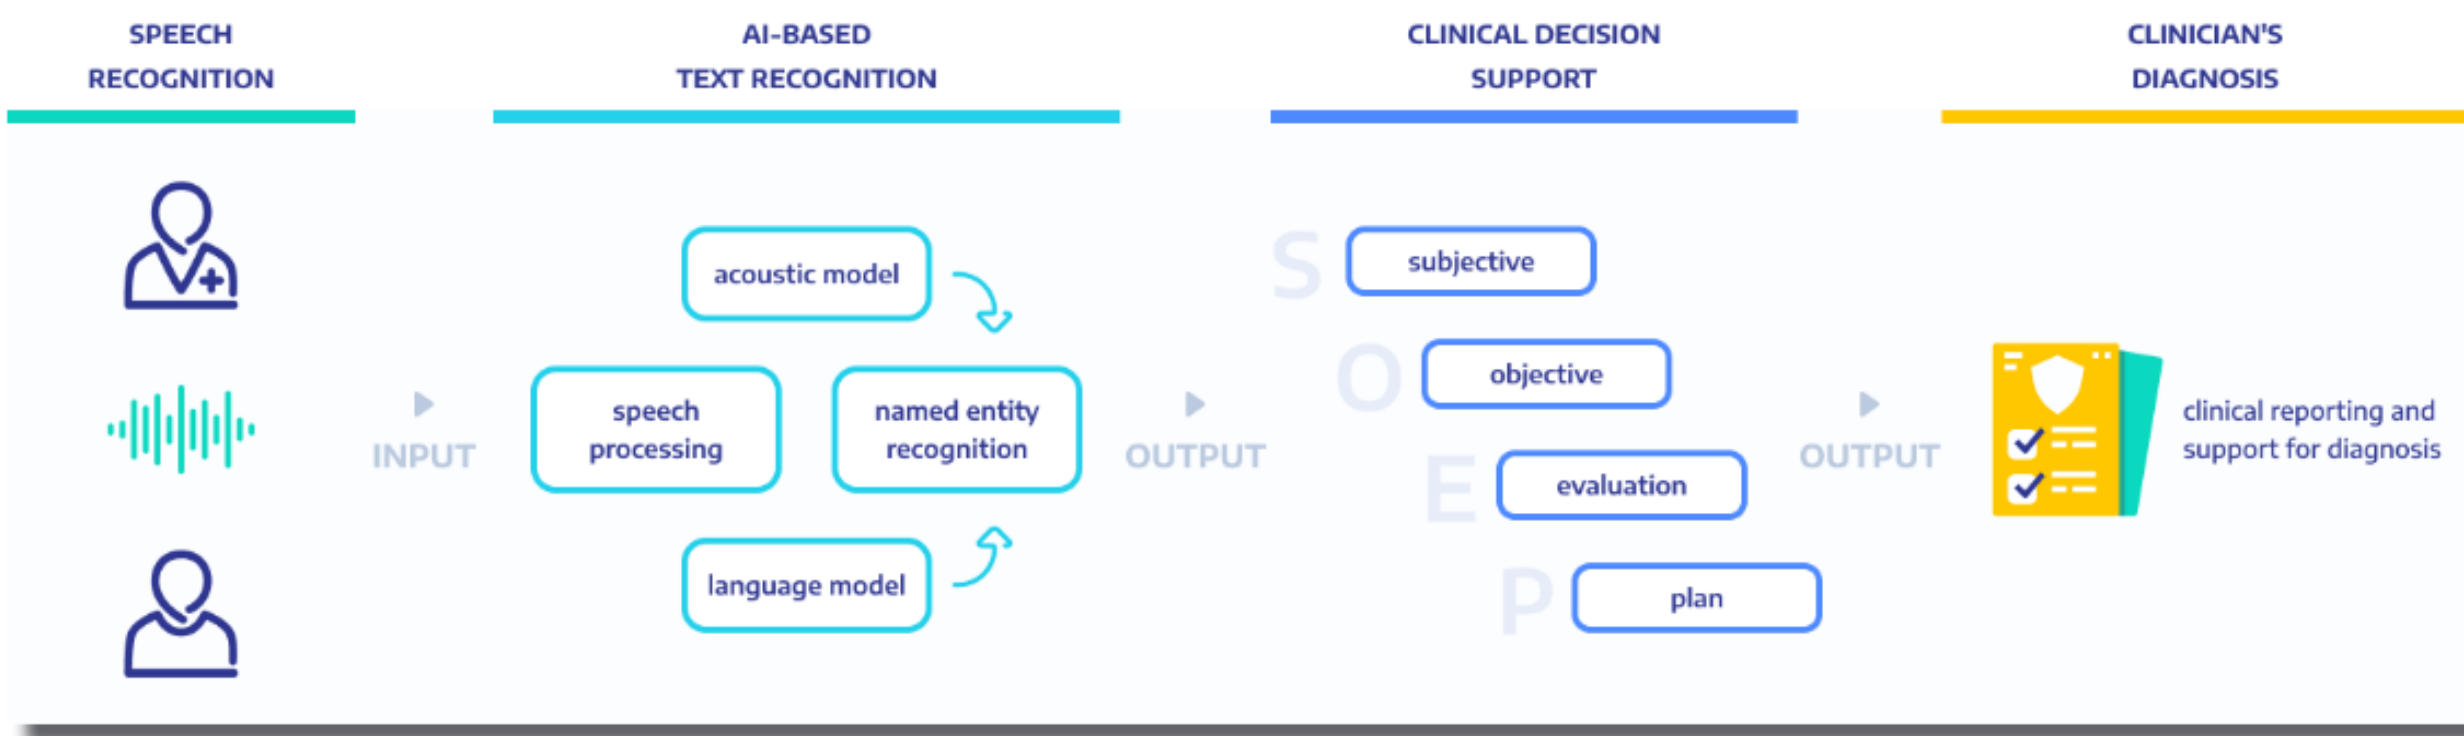 SPEECH
RECOGNITION
AI-BASED
TEXT RECOGNITION
CLINICAL DECISION
SUPPORT
CLINICIAN'S
DIAGNOSIS
INPUT
acoustic model
speech
processing
named entity
recognition
language model
OUTPUT
S
subjective
O
objective
E
evaluation
P
plan
OUTPUT
clinical reporting and
support for diagnosis